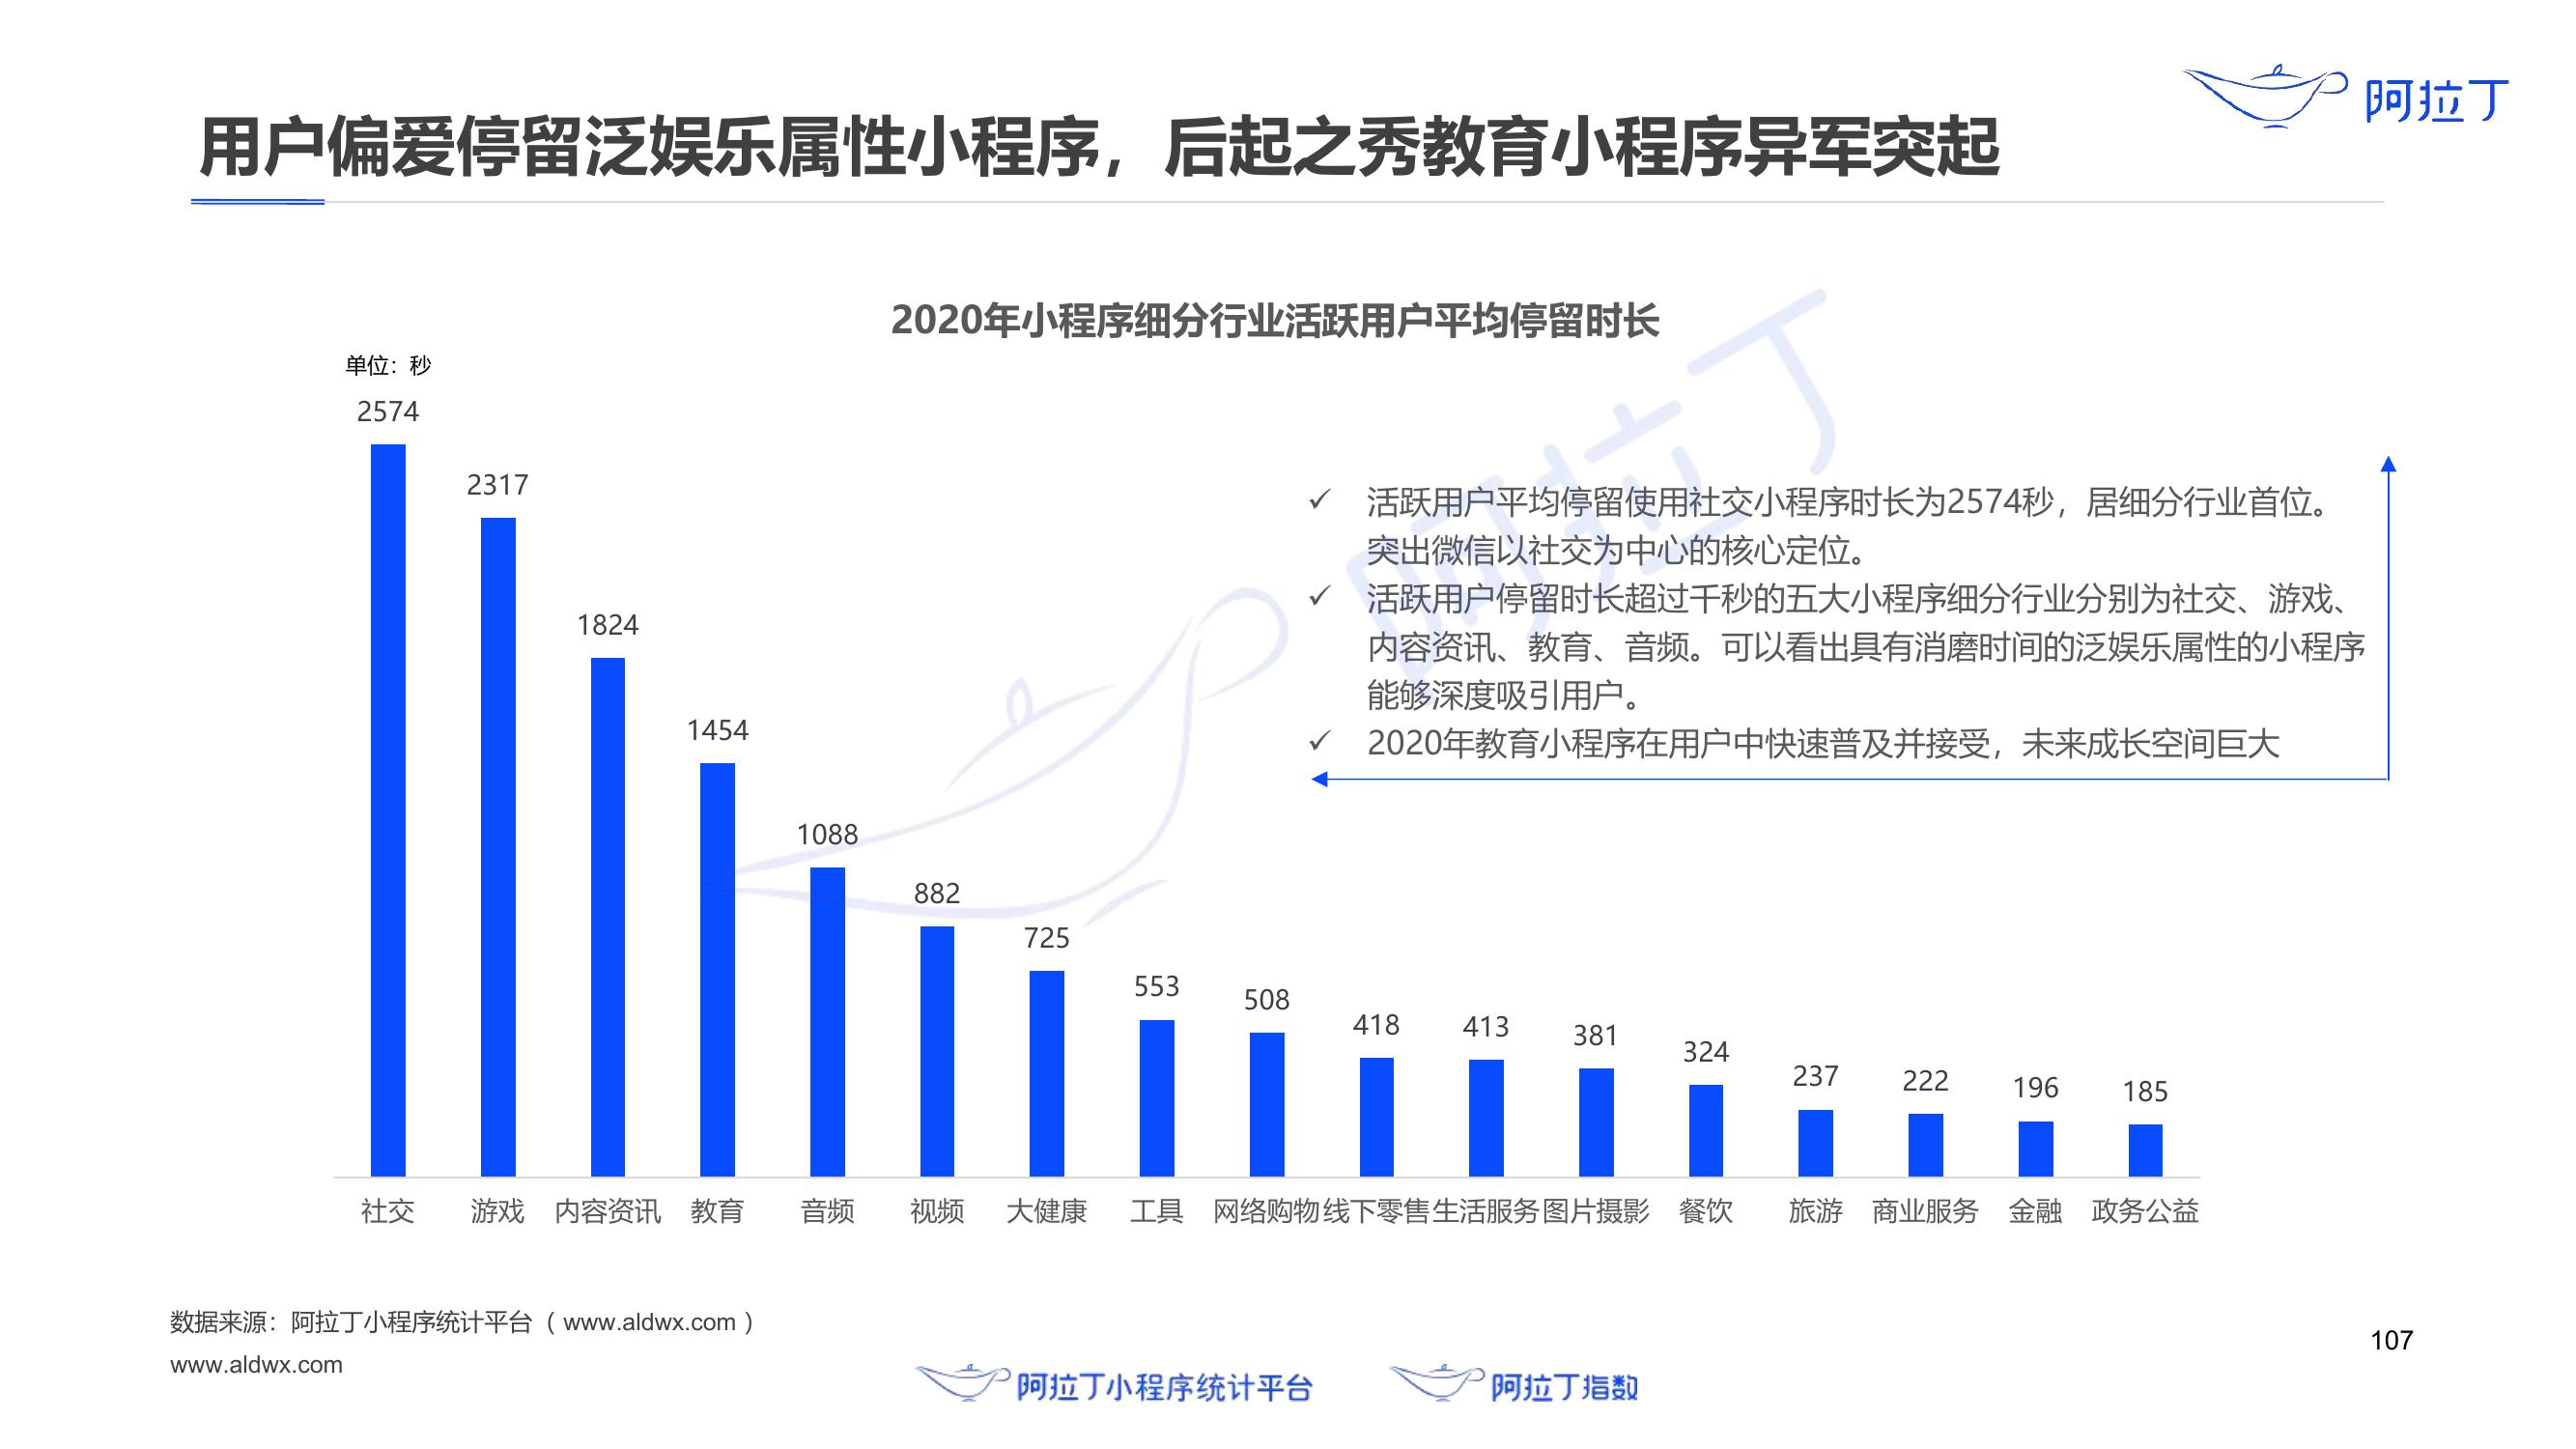 阿拉丁
用户偏爱停留泛娱乐属性小程序，后起之秀教育小程序异军突起
2020年小程序细分行业活跃用户平均停留时长
单位：秒
2574
2317
1824
1454
1088
882
725
553
508
418
413
381
324
237
222
196
185
✓ 活跃用户平均停留使用社交小程序时长为2574秒，居细分行业首位。
突出微信以社交为中心的核心定位。
✓ 活跃用户停留时长超过千秒的五大小程序细分行业分别为社交、游戏、
内容资讯、教育、音频。可以看出具有消磨时间的泛娱乐属性的小程序
能够深度吸引用户。
✓ 2020年教育小程序在用户中快速普及并接受，未来成长空间巨大
阿拉丁
社交 游戏 内容资讯 教育 音频 视频 大健康 工具 网络购物 线下零售 生活服务 图片摄影 餐饮 旅游 商业服务 金融 政务公益
数据来源：阿拉丁小程序统计平台（www.aldwx.com）
www.aldwx.com
107
阿拉丁小程序统计平台
阿拉丁指数